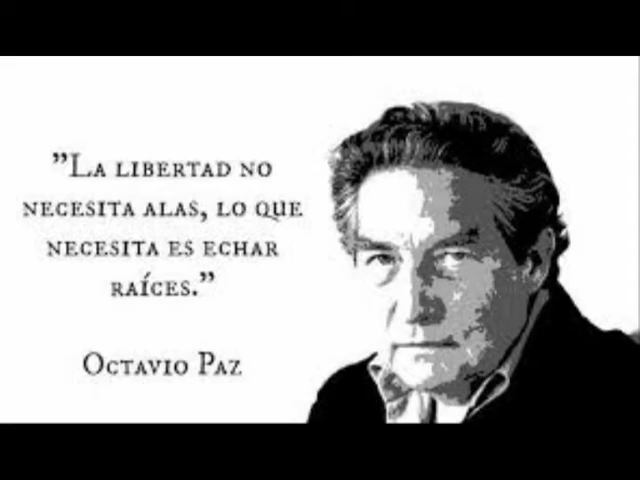 "La libertad no
necesita alas, lo que
necesita es echar
raíces."
Octavio Paz